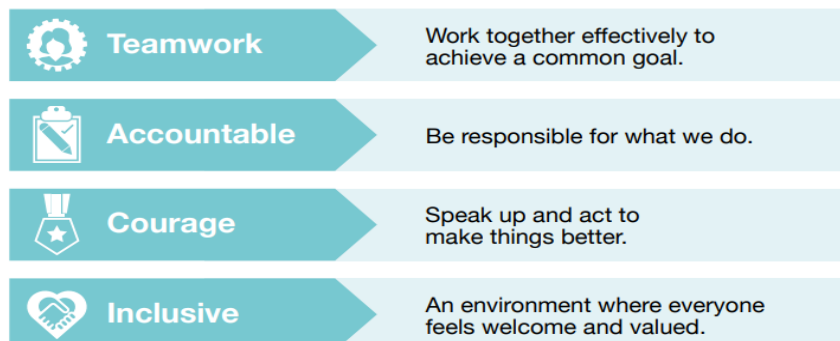 Teamwork
Work together effectively to
achieve a common goal.
Accountable
Be responsible for what we do.
Courage
Speak up and act to
make things better.
Inclusive
An environment where everyone
feels welcome and valued.